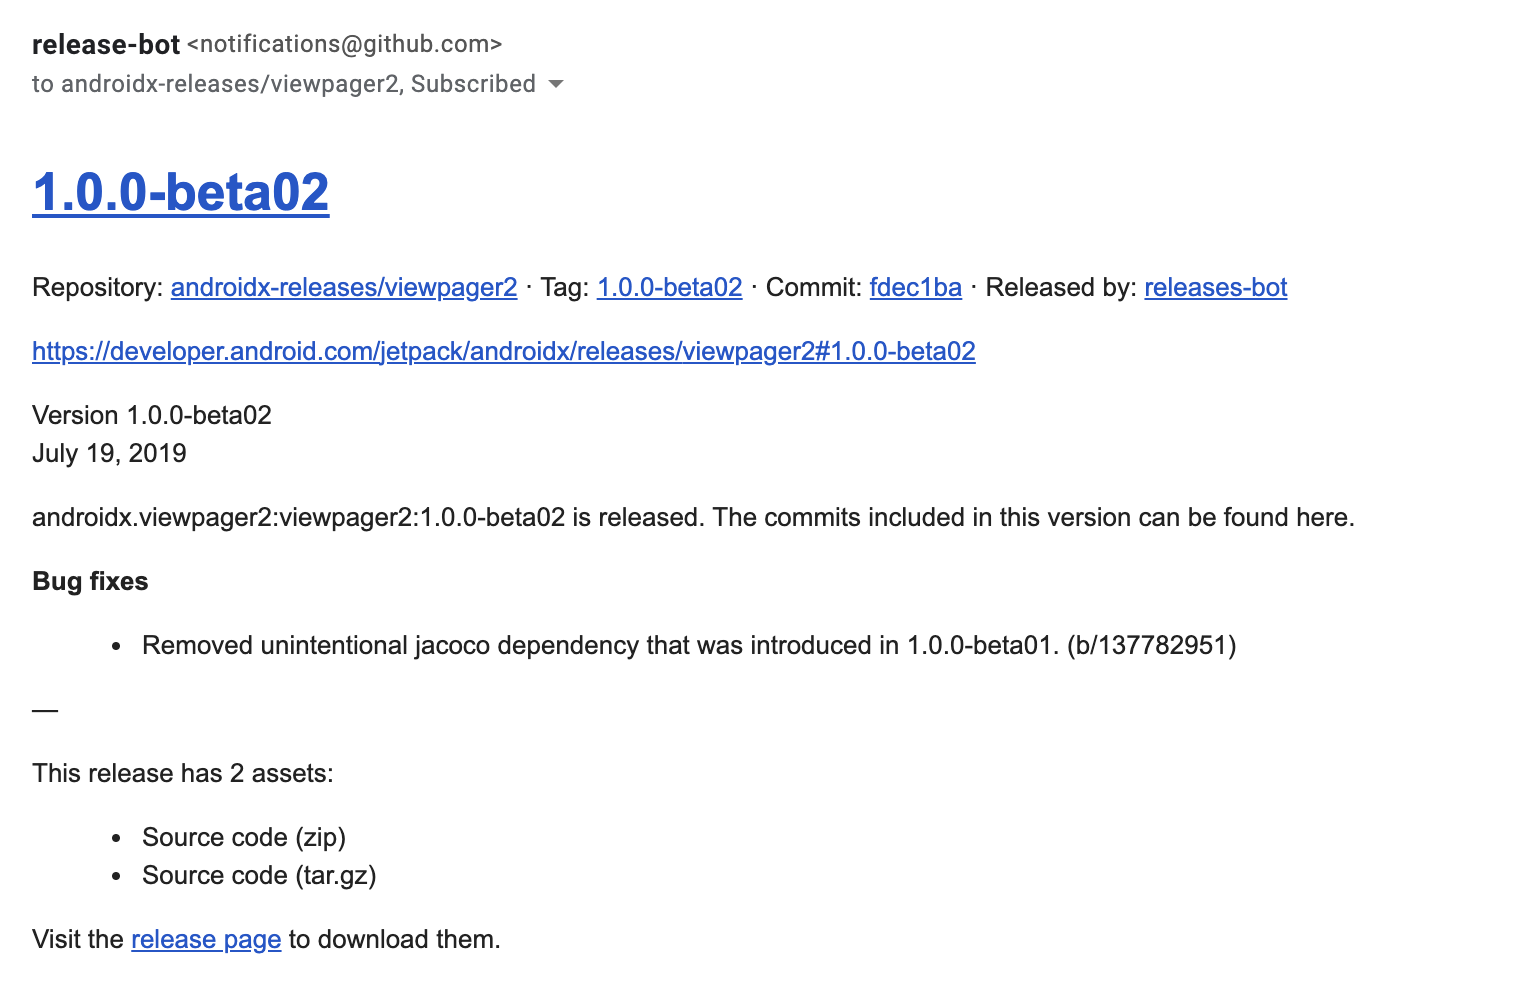 release-bot <notifications@github.com>
to androidx-releases/viewpager2, Subscribed
1.0.0-beta02
Repository: androidx-releases/viewpager2 · Tag: 1.0.0-beta02 · Commit: fdec1ba · Released by: releases-bot
https://developer.android.com/jetpack/androidx/releases/viewpager2#1.0.0-beta02
Version 1.0.0-beta02
July 19, 2019
androidx.viewpager2:viewpager2:1.0.0-beta02 is released. The commits included in this version can be found here.
Bug fixes
• Removed unintentional jacoco dependency that was introduced in 1.0.0-beta01. (b/137782951)
—
This release has 2 assets:
• Source code (zip)
• Source code (tar.gz)
Visit the release page to download them.